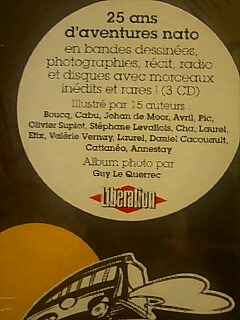 25 ans
d'aventures nato
en bandes dessinées,
photographies, récit, radio
et disques avec morceaux
inédits et rares ! (3 CD)
Illustré par 15 auteurs :
Boucq, Cabu, Johan de Moor, Avril, Pic,
Olivier Supiot, Stéphane Levallois, Cha, Laurel,
Efix, Valérie Vernay, Laurel, Daniel Cacouault,
Cattanéo, Annestay
Album photo par
Guy Le Querrec
Libération